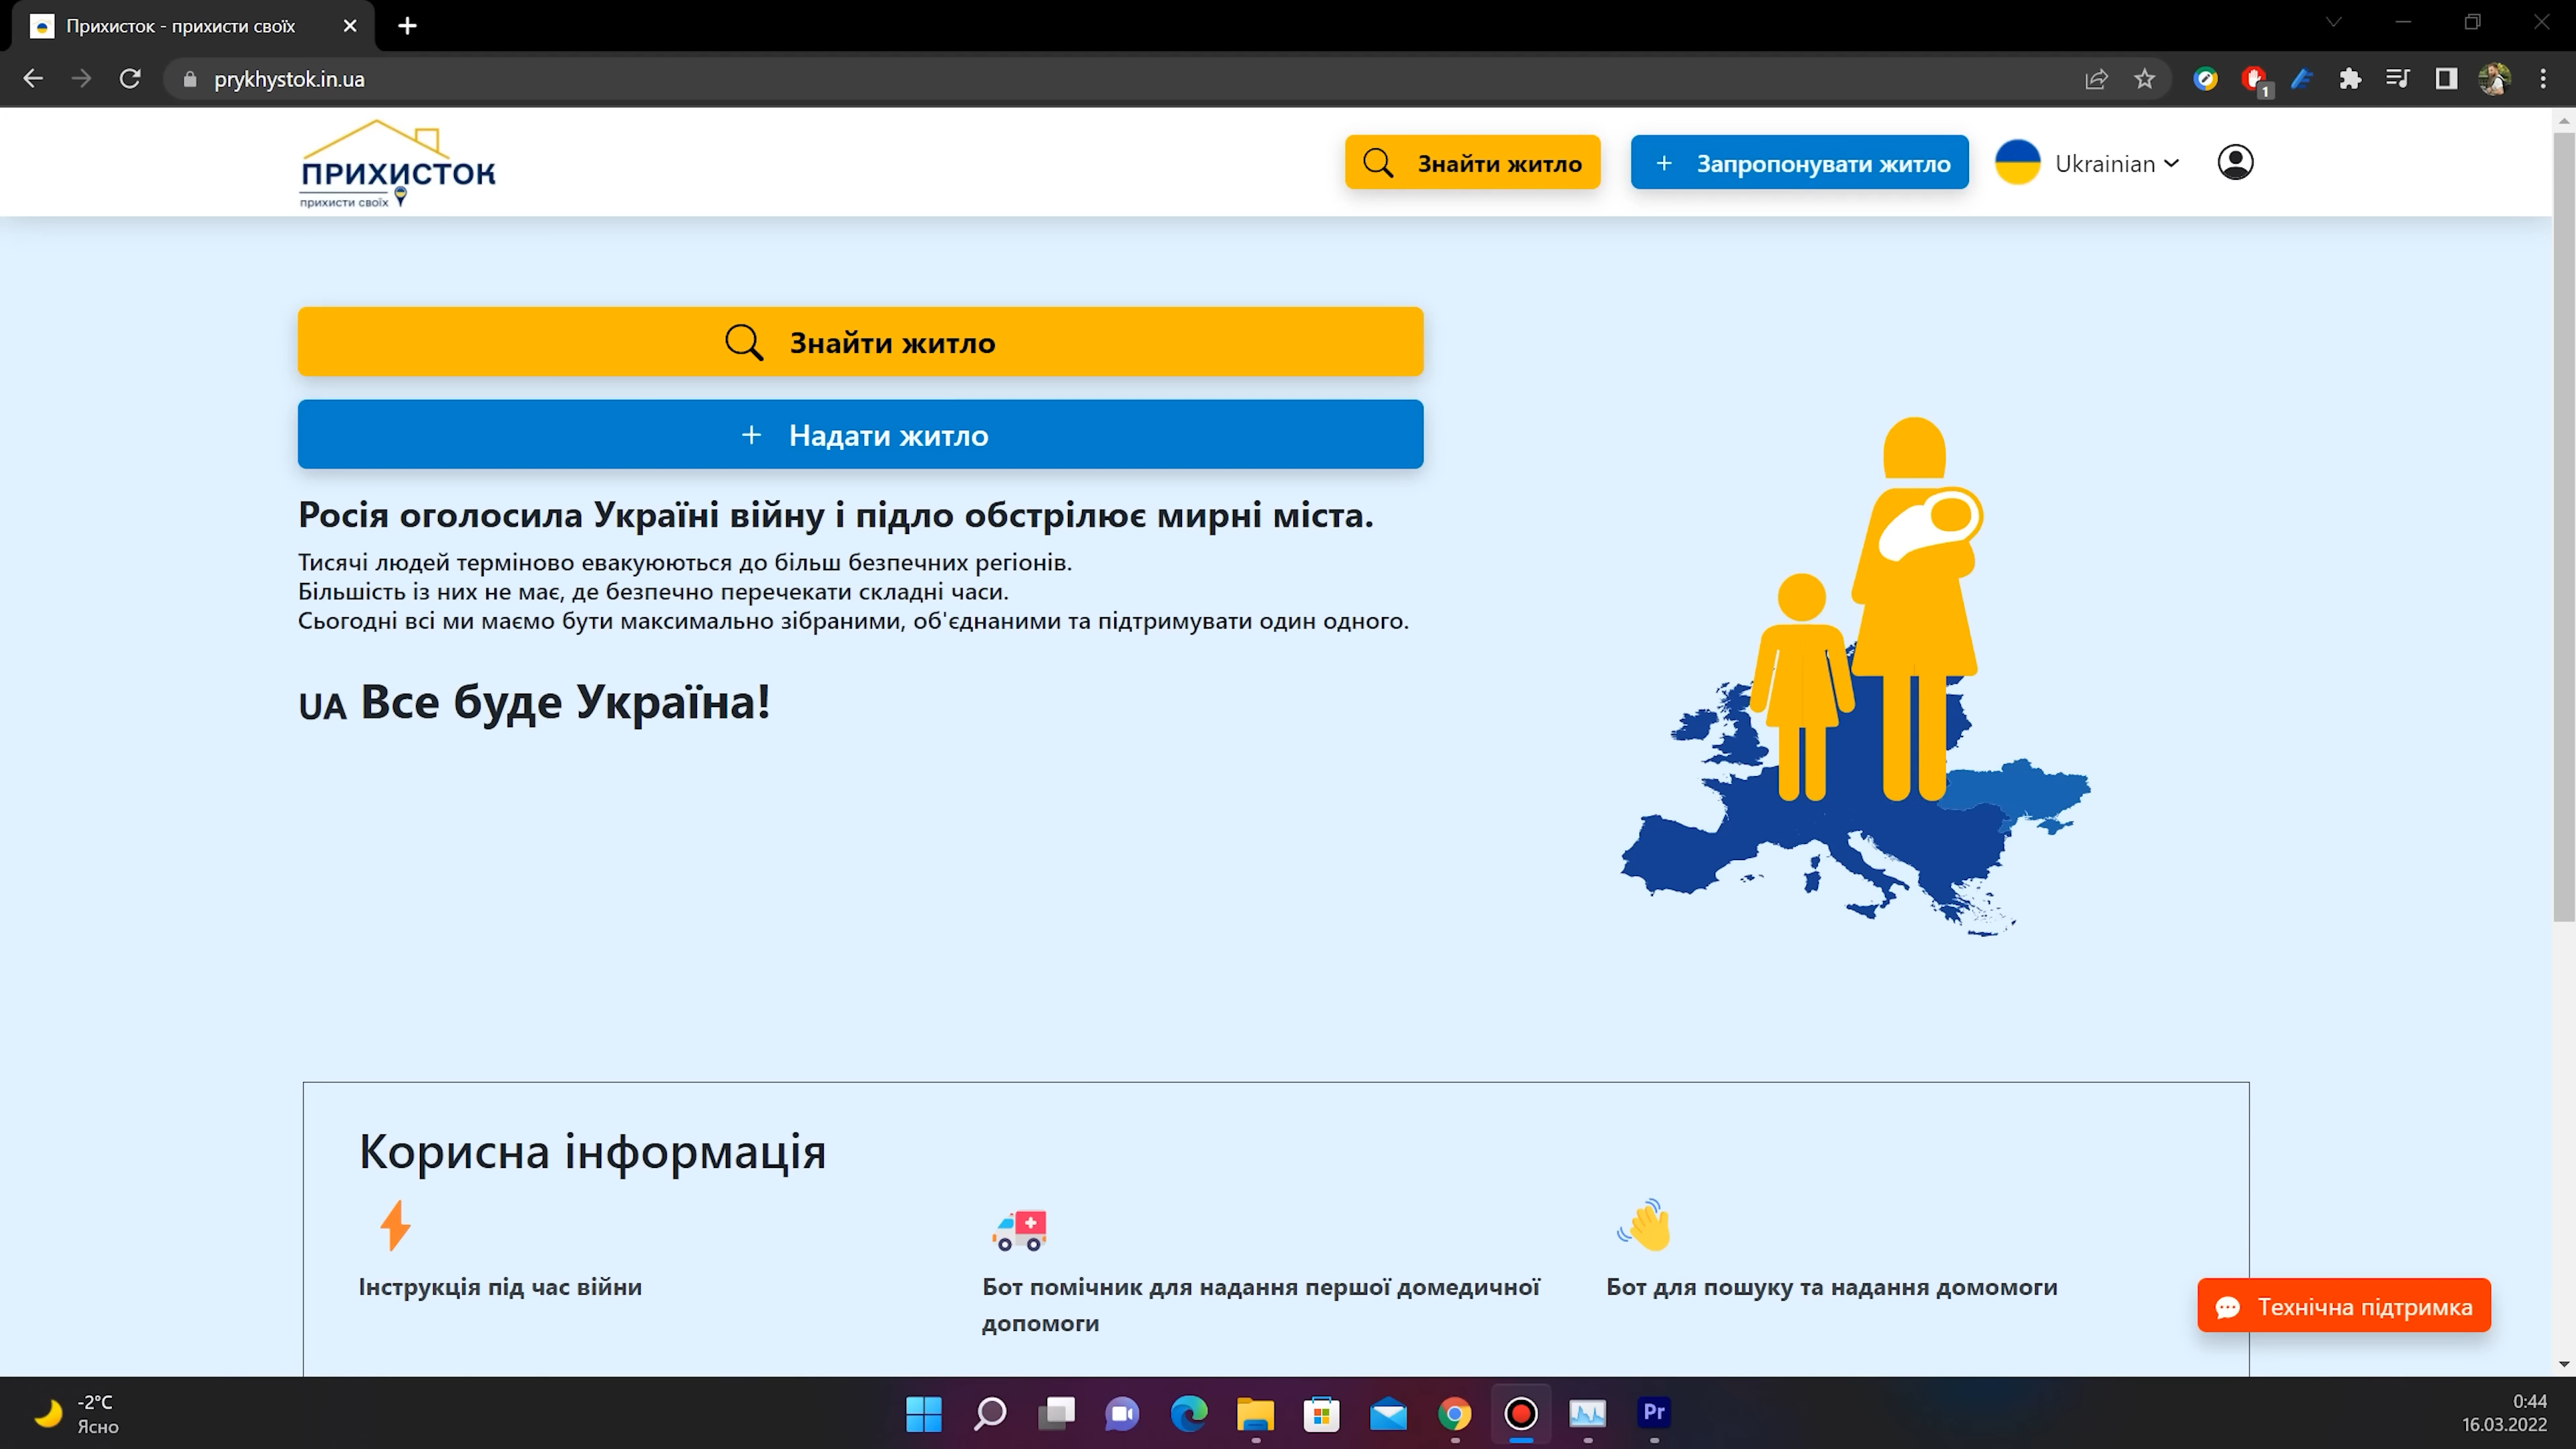 Прихисток - прихисти своїх
prykhystok.in.ua
1
ПРИХИСТОК
прихисти своїх
Знайти житло
+ Запропонувати житло
Ukrainian
Знайти житло
+ Надати житло
Росія оголосила Україні війну і підло обстрілює мирні міста.
Тисячі людей терміново евакуюються до більш безпечних регіонів.
Більшість із них не має, де безпечно перечекати складні часи.
Сьогодні всі ми маємо бути максимально зібраними, об'єднаними та підтримувати один одного.
UA Все буде Україна!
Корисна інформація
Інструкція під час війни
Бот помічник для надання першої домедичної
допомоги
Бот для пошуку та надання домомоги
Технічна підтримка
-2°C
Ясно
Pr
0:44
16.03.2022